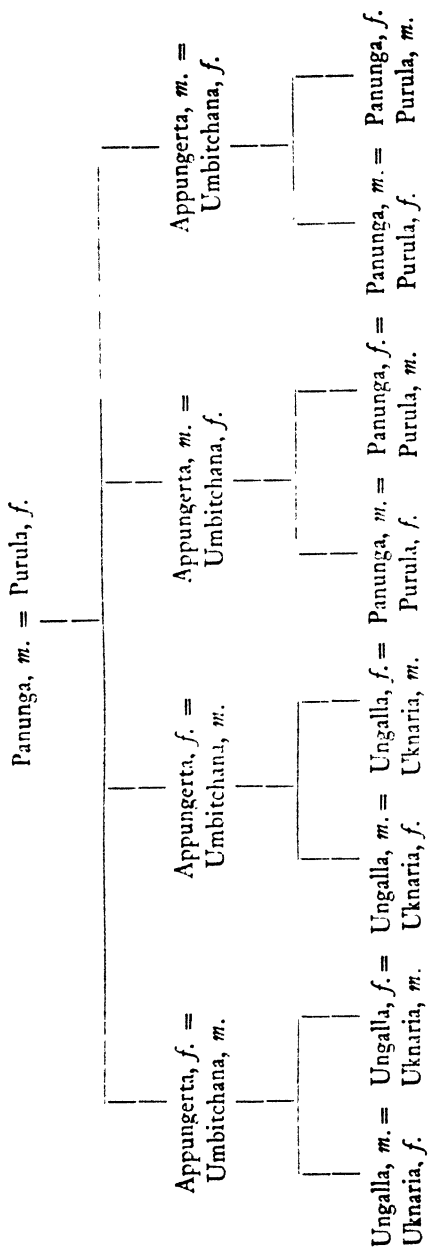 Panunga, m. = Purula, f.
Appungerta, f. =
Umbitchana, m.
Appungerta, f. =
Umbitchana, m.
Appungerta, m. =
Umbitchana, f.
Appungerta, m. =
Umbitchana, f.
Ungalla, m. =
Uknaria, f.
Ungalla, f. =
Uknaria, m.
Ungalla, m. =
Uknaria, f.
Ungalla, f. =
Uknaria, m.
Panunga, m. =
Purula, f.
Panunga, f. =
Purula, m.
Panunga, m. =
Purula, f.
Panunga, f.
Purula, m.